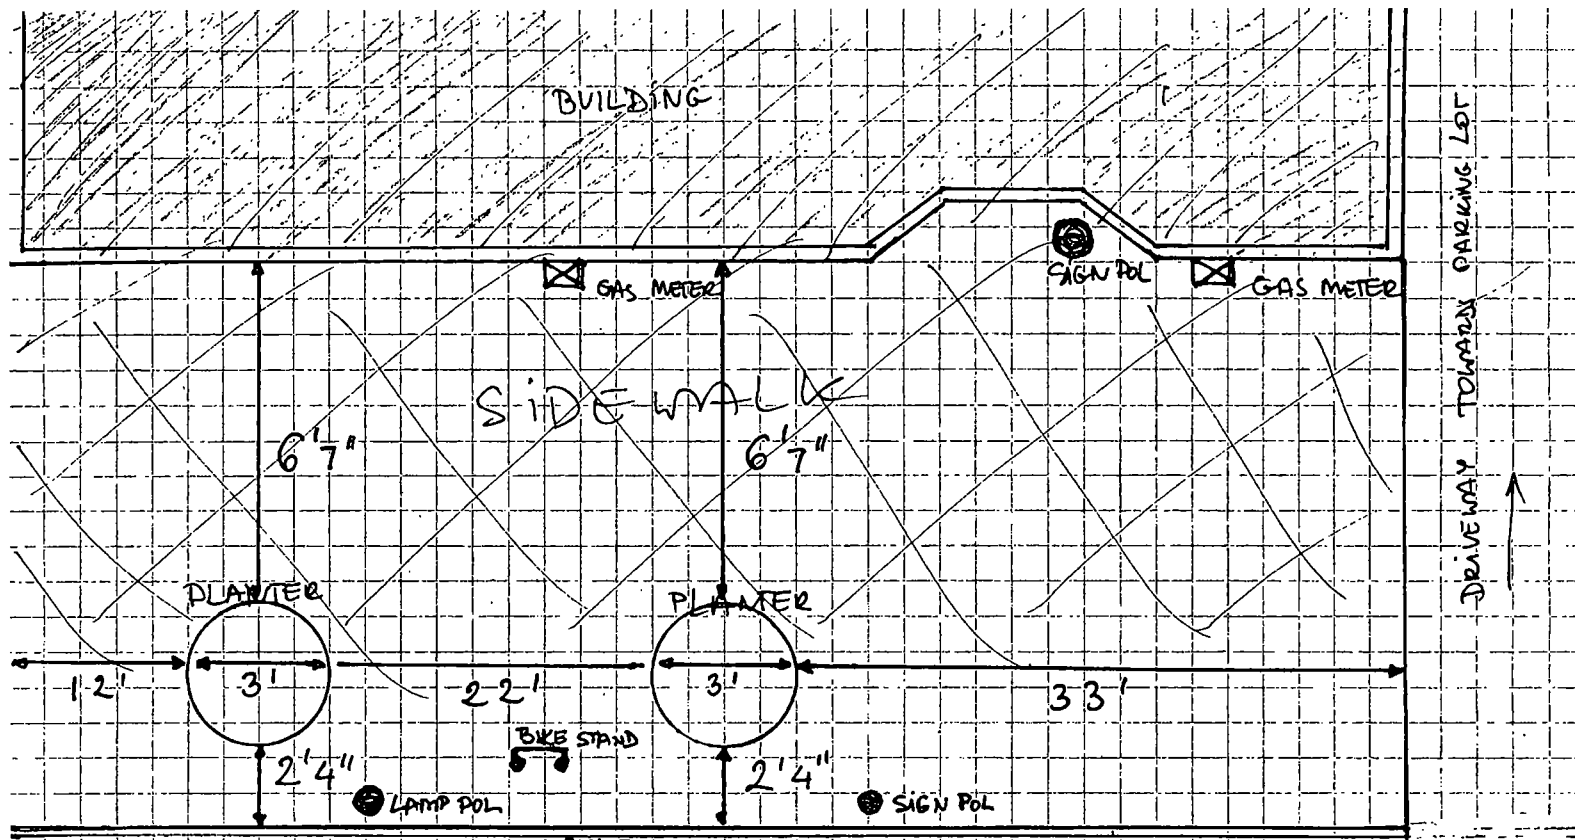 BUILDING
SIGN POL
GAS METER
GAS METER
SIDEWALK
6'7"
6'7"
PLANTER
PLANTER
12'
3'
22'
3'
33'
BIKE STAND
2'4"
2'4"
LAMP POL
SIGN POL
DRIVEWAY TOWARDS PARKING LOT